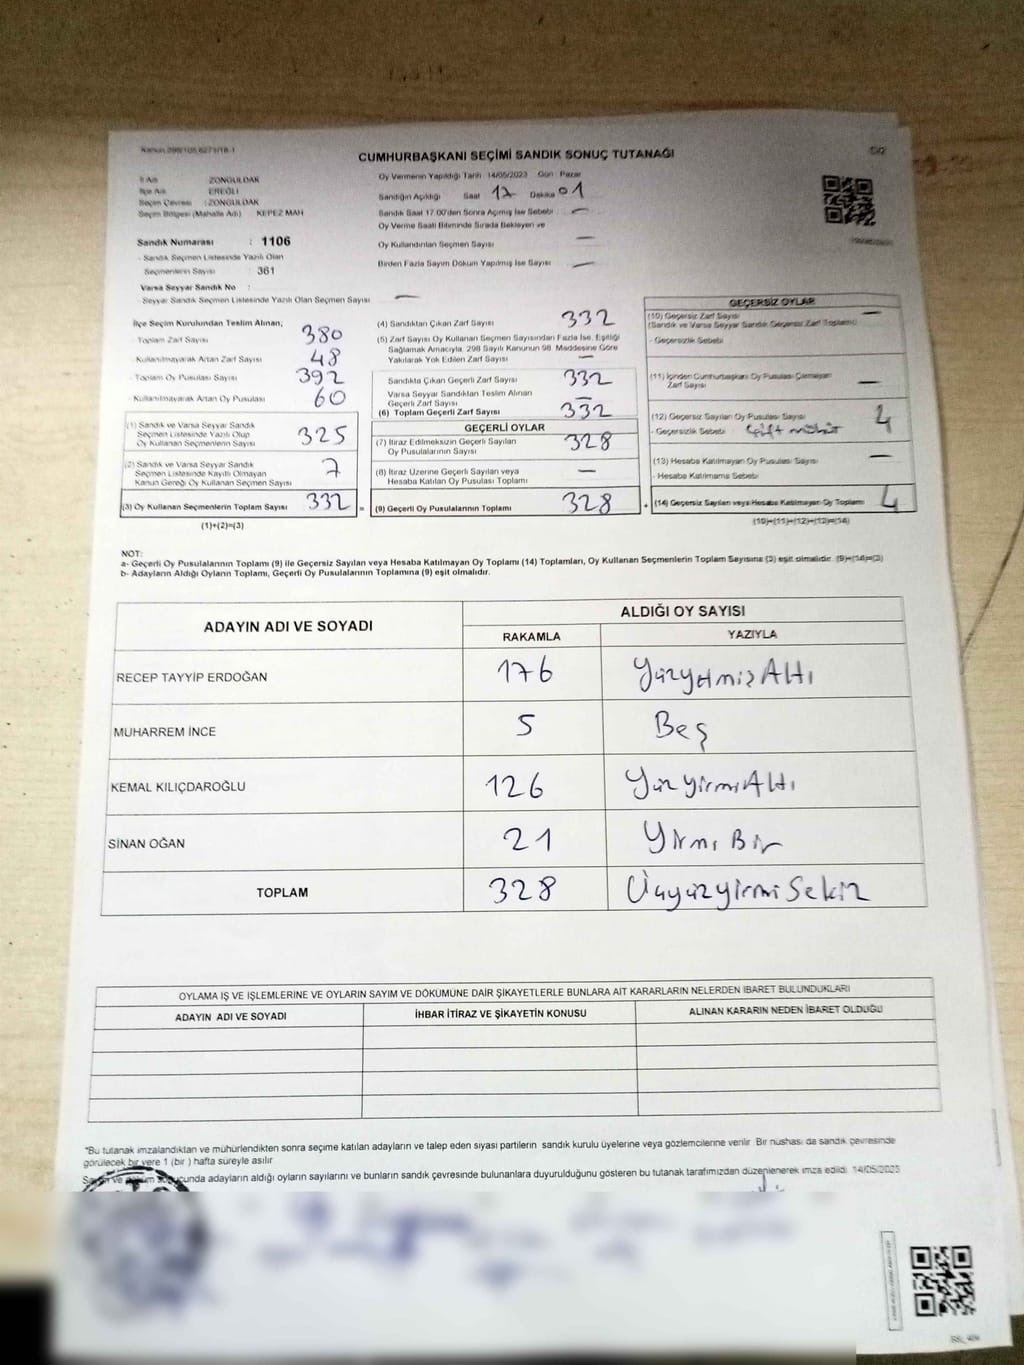 CUMHURBAŞKANI SEÇİMİ SANDIK SONUÇ TUTANAĞI
İl Adı : ZONGULDAK
İlçe Adı : EREĞLİ
Seçim Çevresi : ZONGULDAK
Seçim Bölgesi (Mahalle Adı) KEPEZ MAH
Sandık Numarası : 1106
- Sandık Seçmen Listesinde Yazılı Olan
Seçmenlerin Sayısı : 361
Varsa Seyyar Sandık No :
- Seyyar Sandık Seçmen Listesinde Yazılı Olan Seçmen Sayısı —
Oy Vermenin Yapıldığı Tarih 14/05/2023 Gün Pazar
Sandığın Açıldığı Saat 17 Dakika 01
Sandık Saat 17.00'den Sonra Açımış İse Sebebi —
Oy Verme Saati Bitiminde Sırada Bekleyen ve
Oy Kullandırılan Seçmen Sayısı —
Birden Fazla Sayım Döküm Yapılmış İse Sayısı —
İlçe Seçim Kurulundan Teslim Alınan;
- Toplam Zarf Sayısı 380
- Kullanılmayarak Artan Zarf Sayısı 48
- Toplam Oy Pusulası Sayısı 392
- Kullanılmayarak Artan Oy Pusulası 60
(1) Sandık ve Varsa Seyyar Sandık
Seçmen Listesinde Yazılı Olup
Oy Kullanan Seçmenlerin Sayısı 325
(2) Sandık ve Varsa Seyyar Sandık
Seçmen Listesinde Kayıtlı Olmayan
Kanun Gereği Oy Kullanan Seçmen Sayısı 7
(3) Oy Kullanan Seçmenlerin Toplam Sayısı 332 =
(1)+(2)=(3)
(4) Sandıktan Çıkan Zarf Sayısı 332
(5) Zarf Sayısı Oy Kullanan Seçmen Sayısından Fazla İse, Eşitliği
Sağlamak Amacıyla, 298 Sayılı Kanunun 98. Maddesine Göre
Yakılarak Yok Edilen Zarf Sayısı —
Sandıkta Çıkan Geçerli Zarf Sayısı 332
Varsa Seyyar Sandıktan Teslim Alınan
Geçerli Zarf Sayısı —
(6) Toplam Geçerli Zarf Sayısı 332
GEÇERLİ OYLAR
(7) İtiraz Edilmeksizin Geçerli Sayılan
Oy Pusulalarının Sayısı 328
(8) İtiraz Üzerine Geçerli Sayılan veya
Hesaba Katılan Oy Pusulası Toplamı —
(9) Geçerli Oy Pusulalarının Toplamı 328 +
GEÇERSİZ OYLAR
(10) Geçersiz Zarf Sayısı —
(Sandık ve Varsa Seyyar Sandık Geçersiz Zarf Toplamı)
- Geçersizlik Sebebi
(11) İçinden Cumhurbaşkanı Oy Pusulası Çıkmayan
Zarf Sayısı —
(12) Geçersiz Sayılan Oy Pusulası Sayısı 4
- Geçersizlik Sebebi Çift mühür
(13) Hesaba Katılmayan Oy Pusulası Sayısı —
- Hesaba Katılmama Sebebi
(14) Geçersiz Sayılan veya Hesaba Katılmayan Oy Toplamı 4
(10)+(11)+(12)+(13)=(14)
NOT:
a- Geçerli Oy Pusulalarının Toplamı (9) ile Geçersiz Sayılan veya Hesaba Katılmayan Oy Toplamı (14) Toplamları, Oy Kullanan Seçmenlerin Toplam Sayısına (3) eşit olmalıdır. (9)+(14)=(3)
b- Adayların Aldığı Oyların Toplamı, Geçerli Oy Pusulalarının Toplamına (9) eşit olmalıdır.
ADAYIN ADI VE SOYADI ALDIĞI OY SAYISI
RAKAMLA YAZIYLA
RECEP TAYYİP ERDOĞAN 176 YüzyetmişAltı
MUHARREM İNCE 5 Beş
KEMAL KILIÇDAROĞLU 126 YüzyirmiAltı
SİNAN OĞAN 21 Yirmi Bir
TOPLAM 328 ÜçyüzyirmiSekiz
OYLAMA İŞ VE İŞLEMLERİNE VE OYLARIN SAYIM VE DÖKÜMÜNE DAİR ŞİKAYETLERLE BUNLARA AİT KARARLARIN NELERDEN İBARET BULUNDUKLARI
ADAYIN ADI VE SOYADI İHBAR İTİRAZ VE ŞİKAYETİN KONUSU ALINAN KARARIN NEDEN İBARET OLDUĞU
*Bu tutanak imzalandıktan ve mühürlendikten sonra seçime katılan adayların ve talep eden siyasi partilerin sandık kurulu üyelerine veya gözlemcilerine verilir. Bir nüshası da sandık çevresinde
görülecek bir yere 1 (bir ) hafta süreyle asılır.
Sayım ve döküm sonucunda adayların aldığı oyların sayılarını ve bunların sandık çevresinde bulunanlara duyurulduğunu gösteren bu tutanak tarafımızdan düzenlenerek imza edildi. 14/05/2023